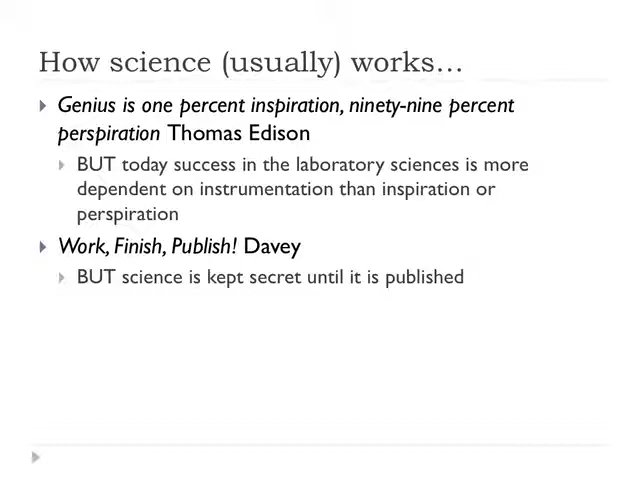 How science (usually) works…
Genius is one percent inspiration, ninety-nine percent
perspiration Thomas Edison
BUT today success in the laboratory sciences is more
dependent on instrumentation than inspiration or
perspiration
Work, Finish, Publish! Davey
BUT science is kept secret until it is published